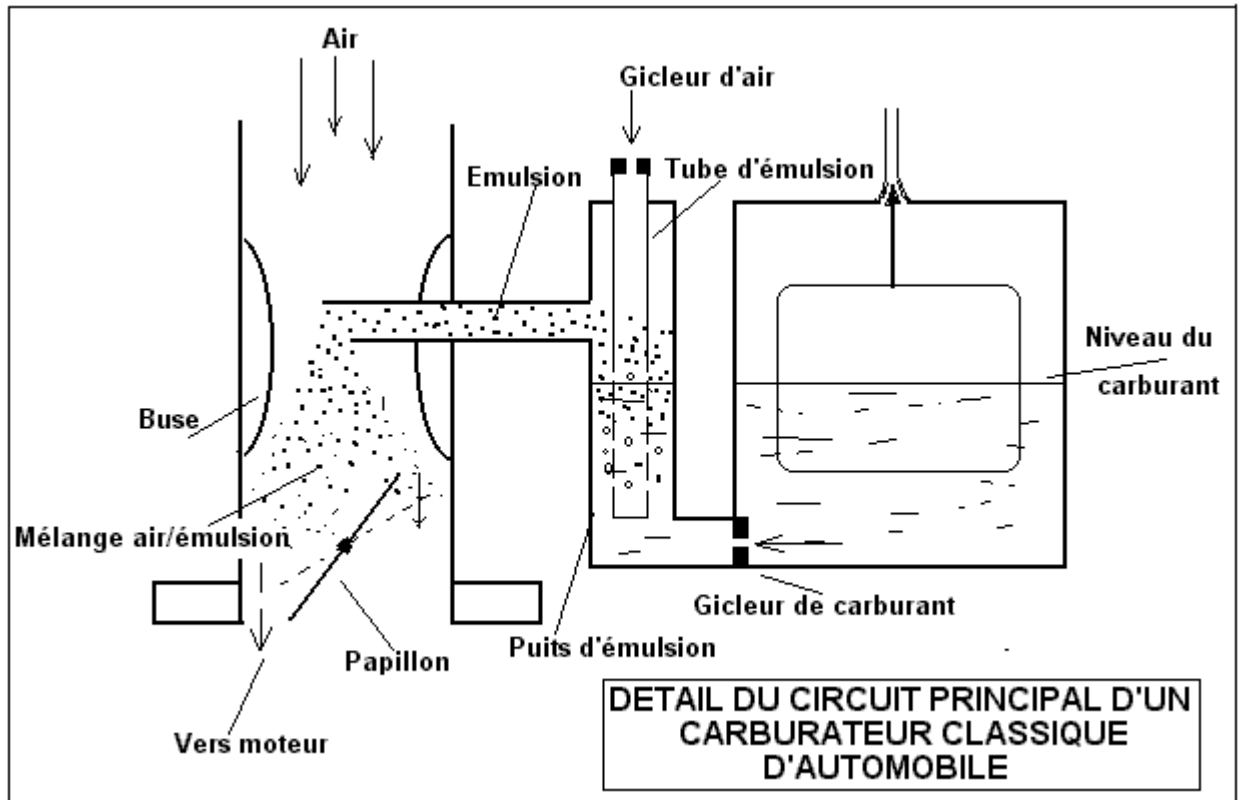 Air
Gicleur d'air
Emulsion
Tube d'émulsion
Niveau du
carburant
Buse
Mélange air/émulsion
Gicleur de carburant
Puits d'émulsion
Papillon
Vers moteur
DETAIL DU CIRCUIT PRINCIPAL D'UN
CARBURATEUR CLASSIQUE
D'AUTOMOBILE